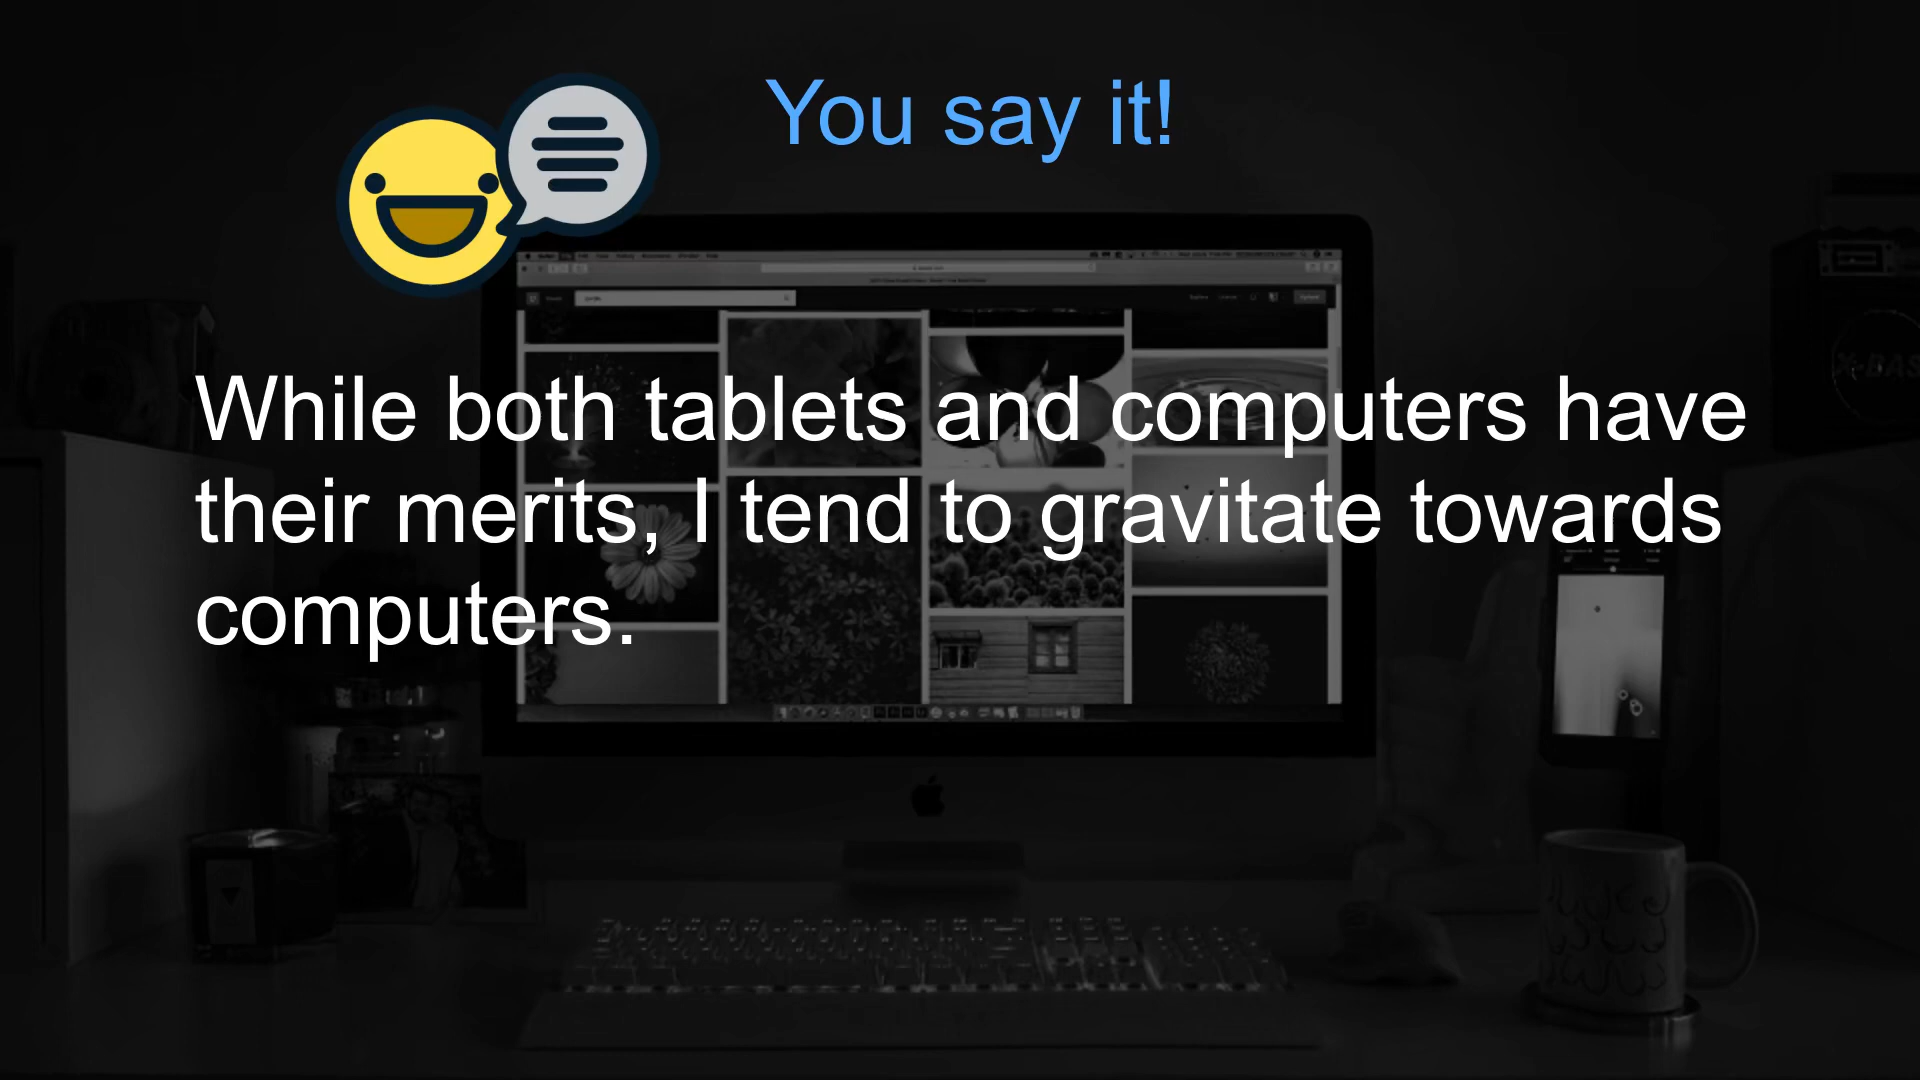 You say it!
While both tablets and computers have
their merits, I tend to gravitate towards
computers.